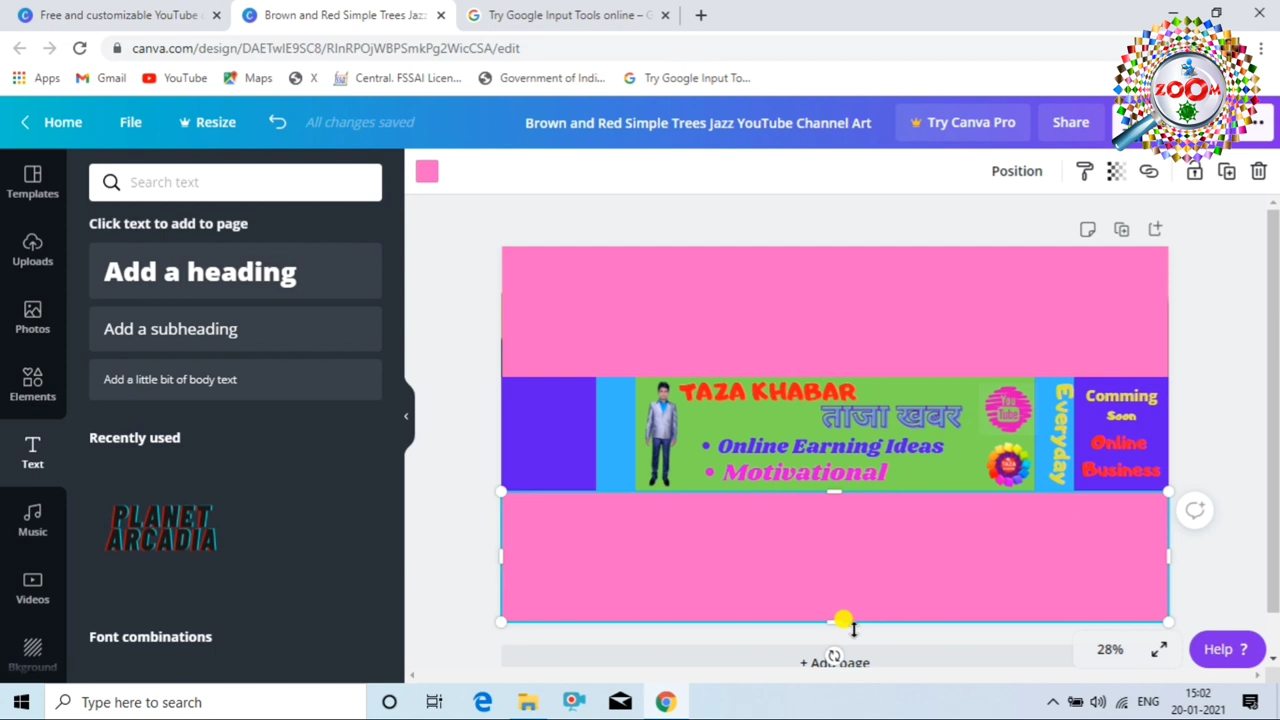 Free and customizable YouTube c
Brown and Red Simple Trees Jazz
Try Google Input Tools online – G
canva.com/design/DAETwIE9SC8/RInRPOjWBPSmkPg2WicCSA/edit
Apps
Gmail
YouTube
Maps
X
Central. FSSAI Licen...
Government of Indi...
Try Google Input To...
ZOOM
Home
File
Resize
All changes saved
Brown and Red Simple Trees Jazz YouTube Channel Art
Try Canva Pro
Share
Templates
Uploads
Photos
Elements
Text
Music
Videos
Bkground
Search text
Click text to add to page
Add a heading
Add a subheading
Add a little bit of body text
Recently used
PLANET
ARCADIA
Font combinations
Position
TAZA KHABAR
ताजा खबर
• Online Earning Ideas
• Motivational
You
Tube
Everyday
Comming
Soon
Online
Business
+ Add page
28%
Help ?
Type here to search
ENG
15:02
20-01-2021